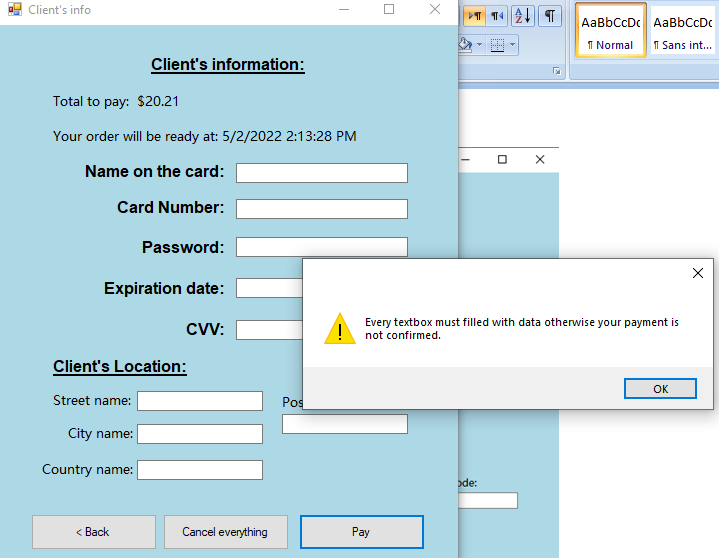 Client's info
AaBbCcDc
AaBbCcDc
¶ Normal
¶ Sans int...
Client's information:
Total to pay: $20.21
Your order will be ready at: 5/2/2022 2:13:28 PM
Name on the card:
Card Number:
Password:
Expiration date:
CVV:
Every textbox must filled with data otherwise your payment is
not confirmed.
OK
Client's Location:
Street name:
City name:
Country name:
< Back
Cancel everything
Pay